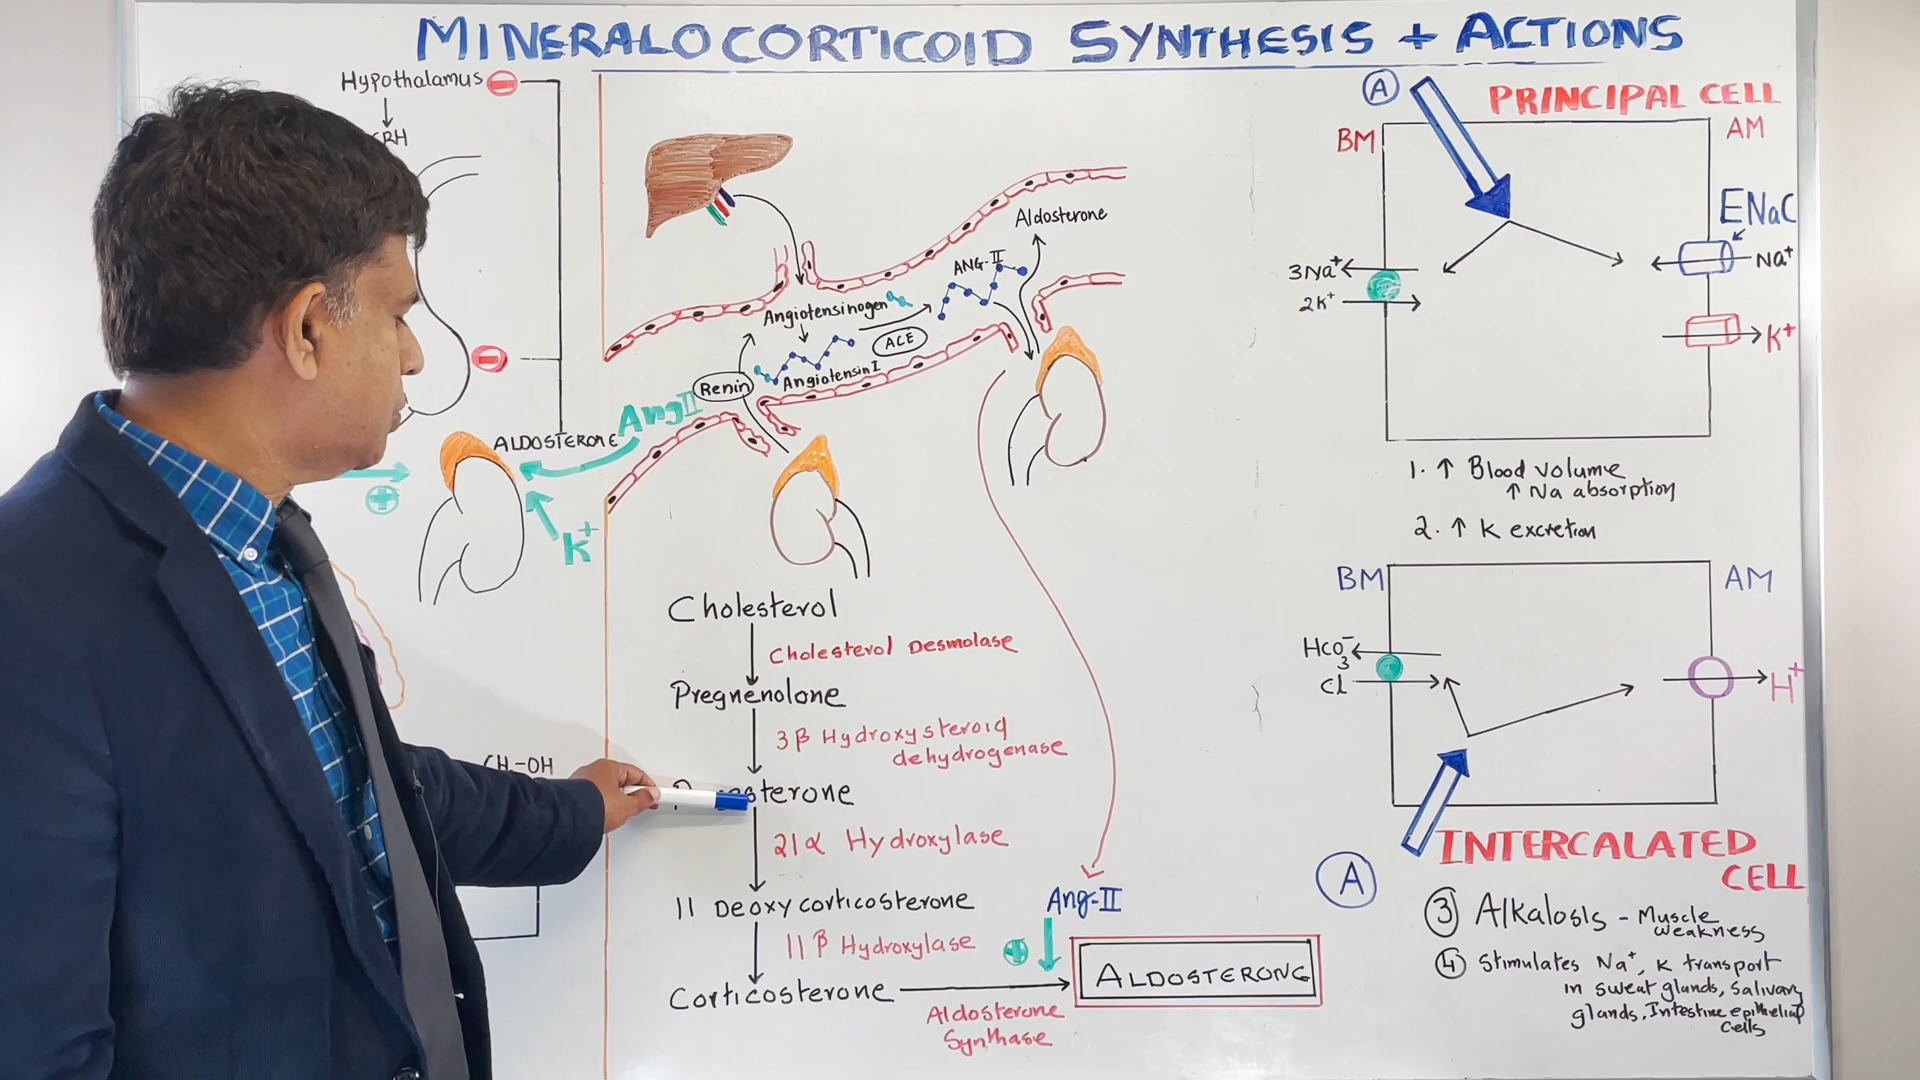 MINERALOCORTICOID SYNTHESIS + ACTIONS
Hypothalamus
CRH
ALDOSTERONE
Ang II
K+
CH-OH
Aldosterone
ANG-II
Angiotensinogen
ACE
Angiotensin I
Renin
Cholesterol
Cholesterol Desmolase
Pregnenolone
3β Hydroxysteroid
dehydrogenase
21α Hydroxylase
11 Deoxycorticosterone
11β Hydroxylase
Corticosterone
Aldosterone
Synthase
Ang-II
ALDOSTERONE
A
PRINCIPAL CELL
BM
AM
ENaC
3Na+
2K+
Na+
K+
1. ↑ Blood volume
↑ Na absorption
2. ↑ K excretion
BM
AM
HCO3-
Cl-
H+
A
INTERCALATED
CELL
3 Alkalosis - Muscle
weakness
4 Stimulates Na+, K transport
in sweat glands, Salivary
glands, Intestine epithelial
cells